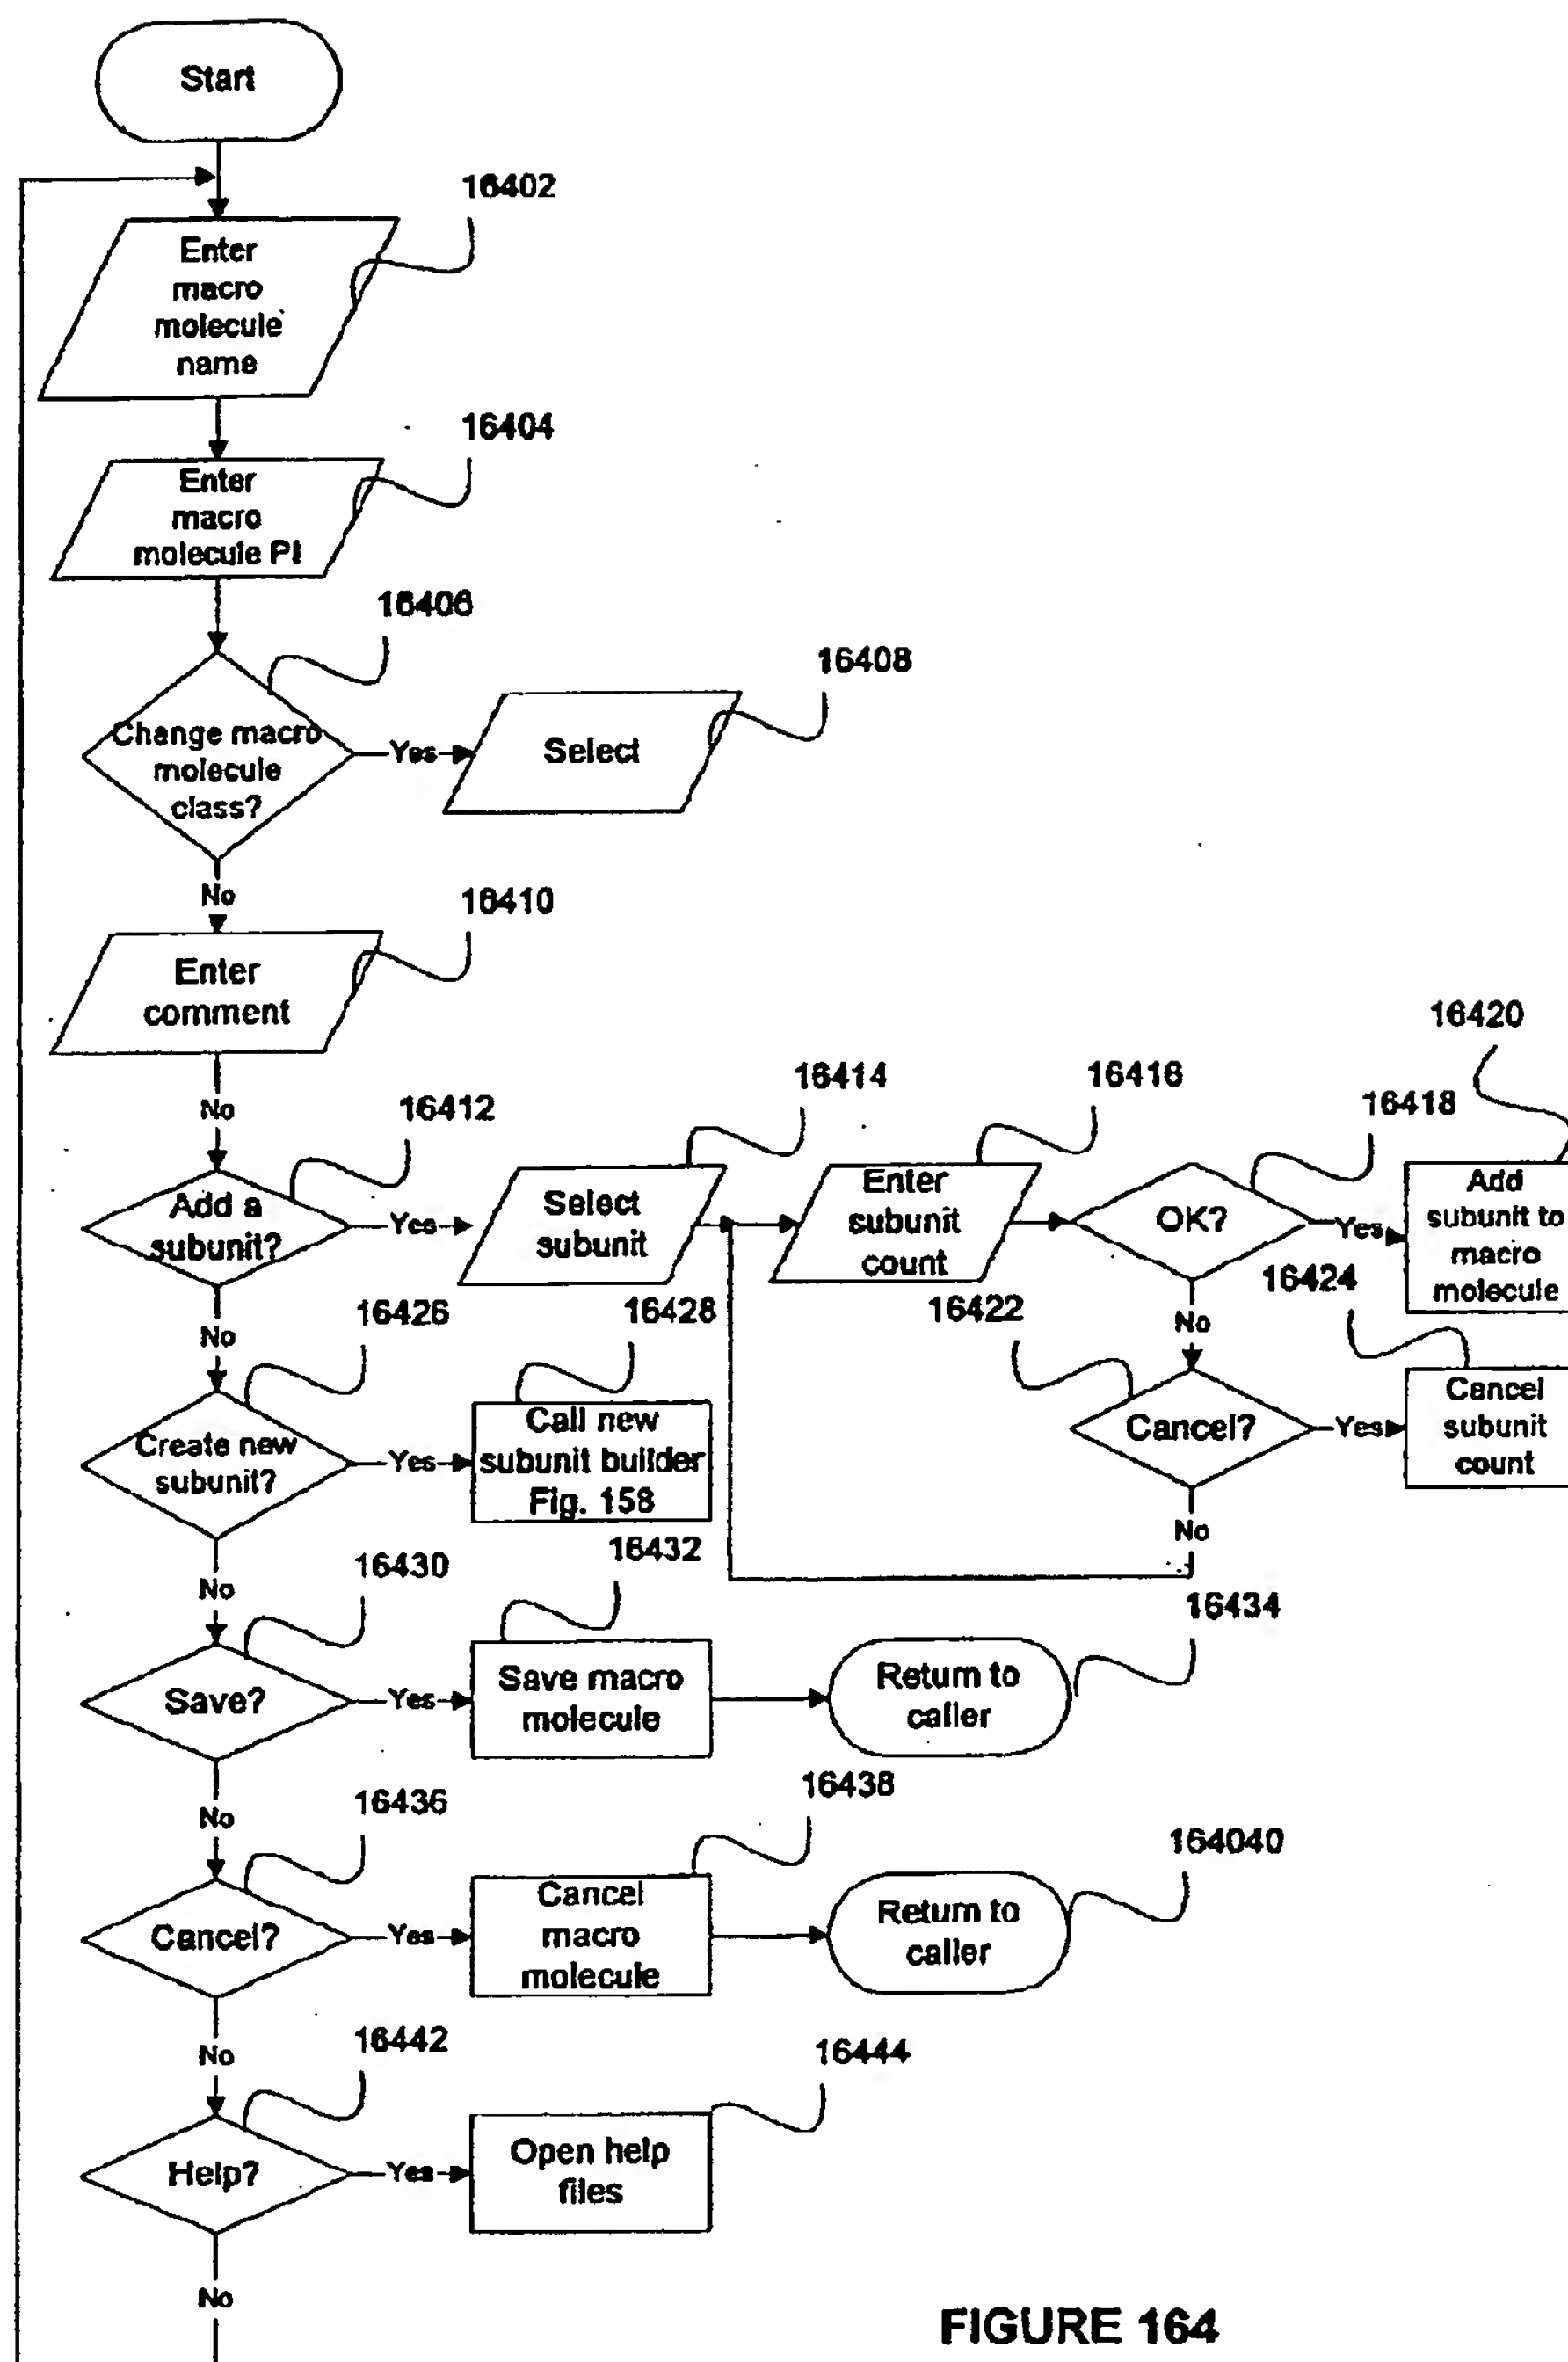 Start
16402
Enter
macro
molecule
name
16404
Enter
macro
molecule PI
16406
16408
Change macro
molecule
class?
Yes
Select
No
16410
Enter
comment
16420
No
16412
16414
16416
16418
Add a
subunit?
Yes
Select
subunit
Enter
subunit
count
OK?
Yes
Add
subunit to
macro
molecule
No
16426
16428
16422
No
16424
Create new
subunit?
Yes
Call new
subunit builder
Fig. 158
Cancel?
Yes
Cancel
subunit
count
No
No
16430
16432
16434
Save?
Yes
Save macro
molecule
Return to
caller
No
16436
16438
164040
Cancel?
Yes
Cancel
macro
molecule
Return to
caller
No
16442
16444
Help?
Yes
Open help
files
No
FIGURE 164